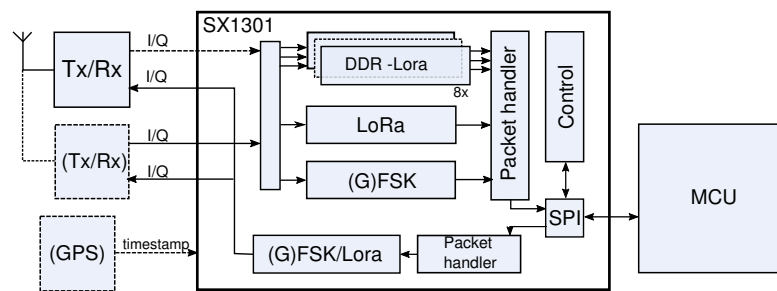 SX1301
I/Q
Tx/Rx
I/Q
DDR -Lora
8x
Packet handler
Control
LoRa
I/Q
(Tx/Rx)
I/Q
(G)FSK
MCU
SPI
(GPS)
timestamp
(G)FSK/Lora
Packet
handler